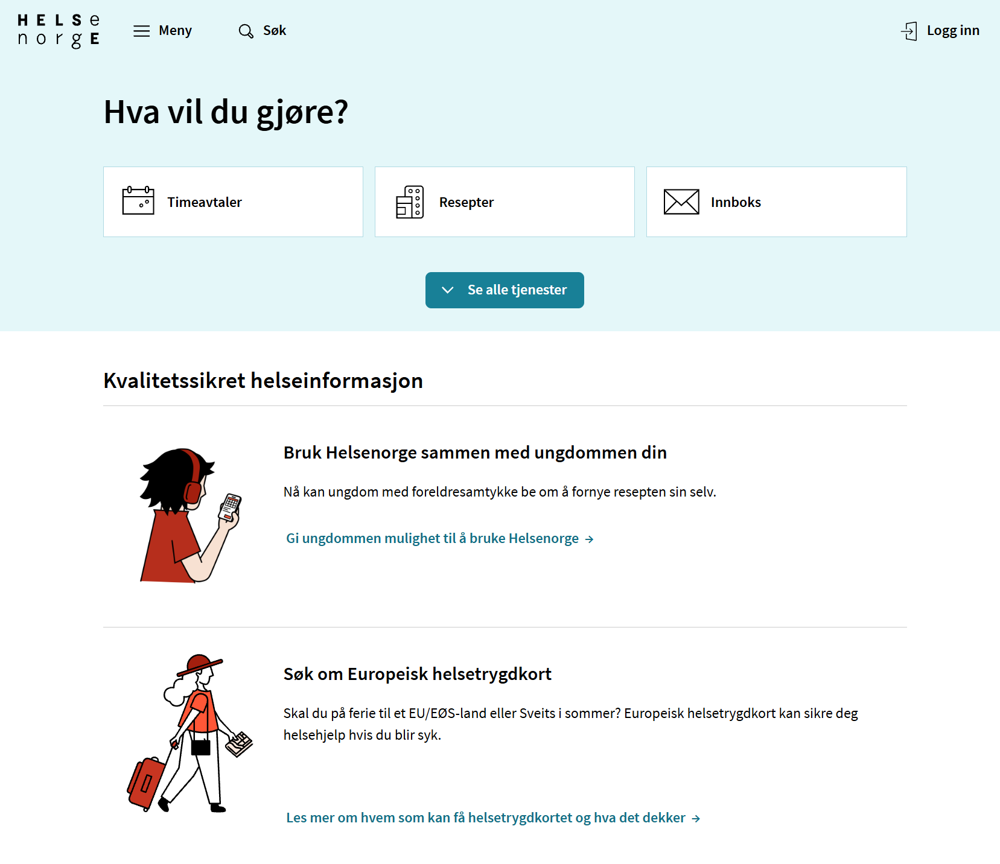 HELSe
norgE
Meny
Søk
Logg inn
Hva vil du gjøre?
Timeavtaler
Resepter
Innboks
Se alle tjenester
Kvalitetssikret helseinformasjon
Bruk Helsenorge sammen med ungdommen din
Nå kan ungdom med foreldresamtykke be om å fornye resepten sin selv.
Gi ungdommen mulighet til å bruke Helsenorge →
Søk om Europeisk helsetrygdkort
Skal du på ferie til et EU/EØS-land eller Sveits i sommer? Europeisk helsetrygdkort kan sikre deg
helsehjelp hvis du blir syk.
Les mer om hvem som kan få helsetrygdkortet og hva det dekker →